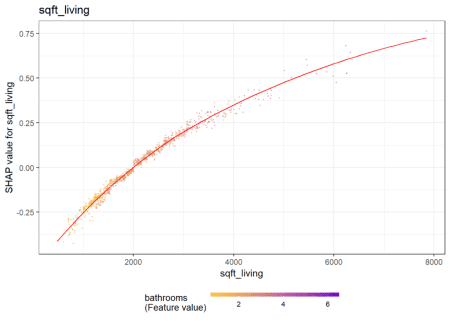 sqft_living
0.75
0.50
0.25
0.00
-0.25
SHAP value for sqft_living
2000 4000 6000 8000
sqft_living
bathrooms
(Feature value)
2 4 6